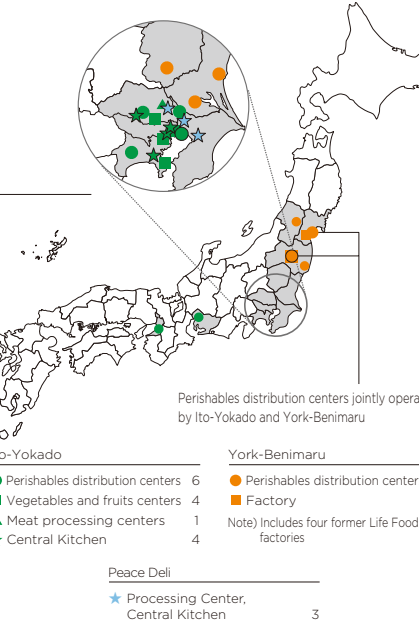 Perishables distribution centers jointly opera
by Ito-Yokado and York-Benimaru
o-Yokado
Perishables distribution centers 6
Vegetables and fruits centers 4
Meat processing centers 1
Central Kitchen 4
York-Benimaru
Perishables distribution center
Factory
Note) Includes four former Life Food
factories
Peace Deli
Processing Center,
Central Kitchen 3